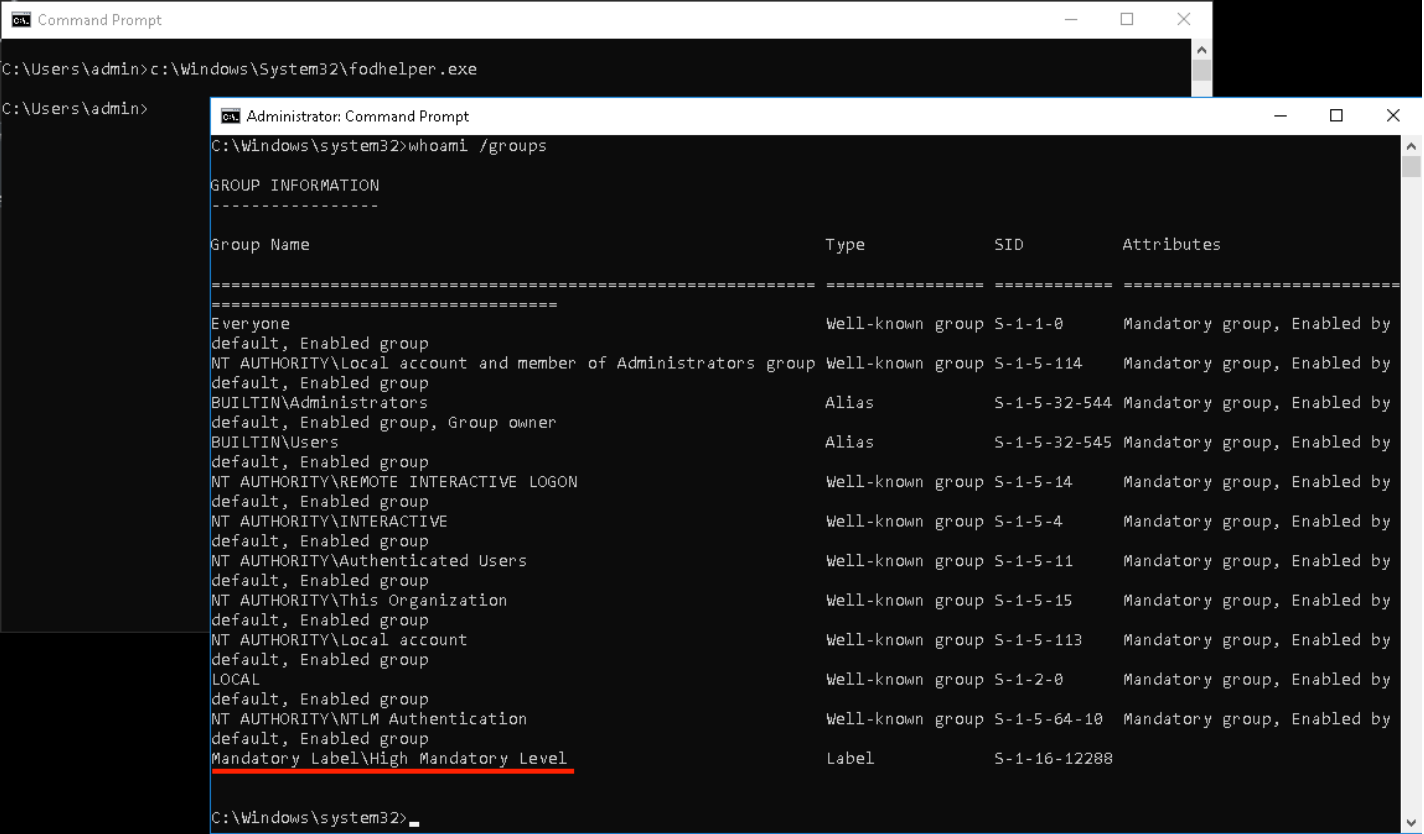 Command Prompt
C:\Users\admin>c:\Windows\System32\fodhelper.exe
C:\Users\admin>
Administrator: Command Prompt
C:\Windows\system32>whoami /groups
GROUP INFORMATION
-----------------
Group Name Type SID Attributes
============================================================= ================ ============ ============================
===================================
Everyone Well-known group S-1-1-0 Mandatory group, Enabled by
default, Enabled group
NT AUTHORITY\Local account and member of Administrators group Well-known group S-1-5-114 Mandatory group, Enabled by
default, Enabled group
BUILTIN\Administrators Alias S-1-5-32-544 Mandatory group, Enabled by
default, Enabled group, Group owner
BUILTIN\Users Alias S-1-5-32-545 Mandatory group, Enabled by
default, Enabled group
NT AUTHORITY\REMOTE INTERACTIVE LOGON Well-known group S-1-5-14 Mandatory group, Enabled by
default, Enabled group
NT AUTHORITY\INTERACTIVE Well-known group S-1-5-4 Mandatory group, Enabled by
default, Enabled group
NT AUTHORITY\Authenticated Users Well-known group S-1-5-11 Mandatory group, Enabled by
default, Enabled group
NT AUTHORITY\This Organization Well-known group S-1-5-15 Mandatory group, Enabled by
default, Enabled group
NT AUTHORITY\Local account Well-known group S-1-5-113 Mandatory group, Enabled by
default, Enabled group
LOCAL Well-known group S-1-2-0 Mandatory group, Enabled by
default, Enabled group
NT AUTHORITY\NTLM Authentication Well-known group S-1-5-64-10 Mandatory group, Enabled by
default, Enabled group
Mandatory Label\High Mandatory Level Label S-1-16-12288
C:\Windows\system32>